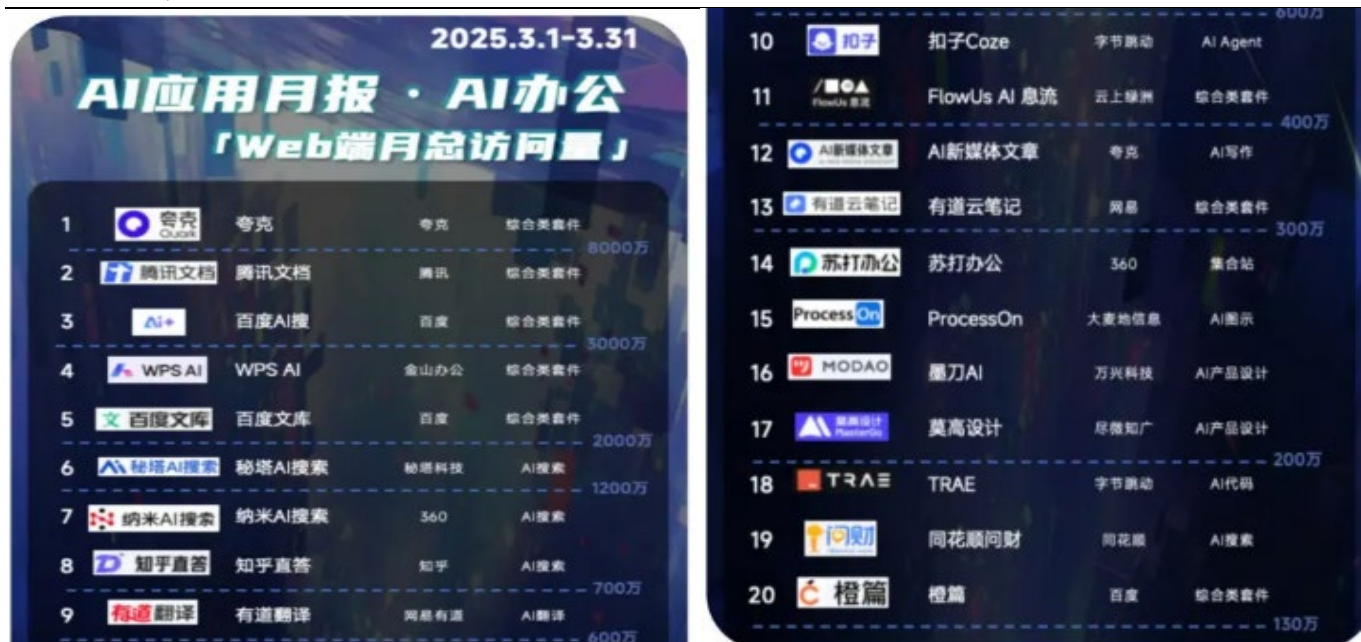 2025.3.1-3.31
AI应用月报 · AI办公
「Web端月总访问量」
1 夸克 Quark 夸克 夸克 综合类套件
8000万
2 腾讯文档 腾讯文档 腾讯 综合类套件
3 Ai+ 百度AI搜 百度 综合类套件
3000万
4 WPS AI WPS AI 金山办公 综合类套件
5 百度文库 百度文库 百度 综合类套件
2000万
6 秘塔AI搜索 秘塔AI搜索 秘塔科技 AI搜索
1200万
7 纳米AI搜索 纳米AI搜索 360 AI搜索
8 知乎直答 知乎直答 知乎 AI搜索
700万
9 有道翻译 有道翻译 网易有道 AI翻译
600万
600万
10 扣子 扣子Coze 字节跳动 AI Agent
11 FlowUs 息流 FlowUs AI 息流 云上绿洲 综合类套件
400万
12 AI新媒体文章 AI新媒体文章 夸克 AI写作
13 有道云笔记 有道云笔记 网易 综合类套件
300万
14 苏打办公 苏打办公 360 集合站
15 ProcessOn ProcessOn 大麦地信息 AI图示
16 MODAO 墨刀AI 万兴科技 AI产品设计
17 莫高设计 MasterGo 莫高设计 尽微知广 AI产品设计
200万
18 TRAE TRAE 字节跳动 AI代码
19 问财 同花顺问财 同花顺 AI搜索
20 橙篇 橙篇 百度 综合类套件
130万